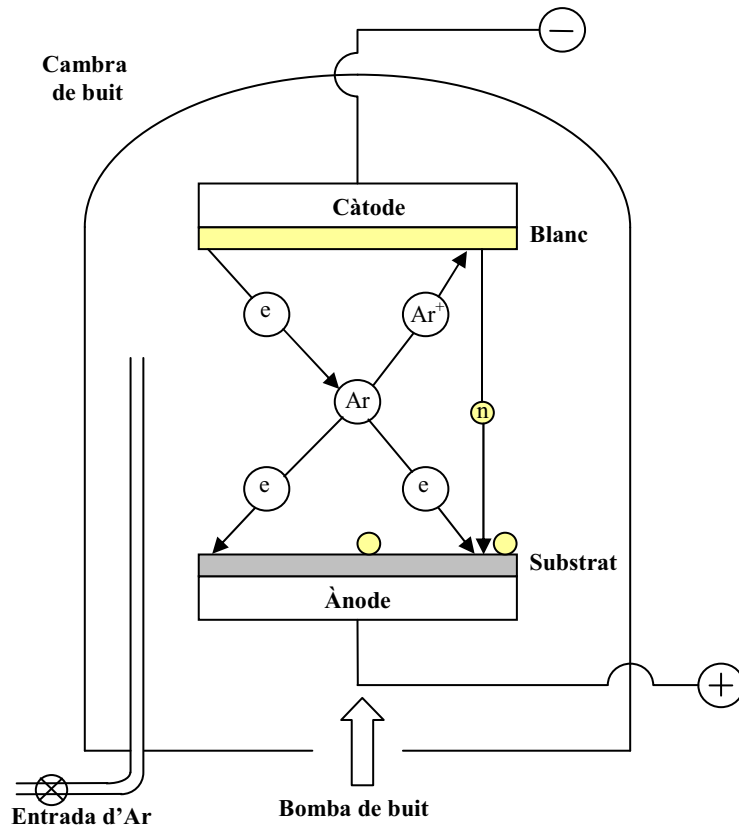 −
Cambra
de buit
Càtode
Blanc
e
Ar⁺
Ar
n
e
e
Substrat
Ànode
+
Entrada d’Ar
Bomba de buit